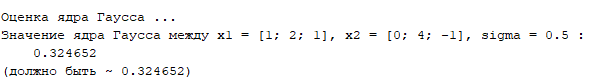 Оценка ядра Гаусса ...
Значение ядра Гаусса между x1 = [1; 2; 1], x2 = [0; 4; -1], sigma = 0.5 :
0.324652
(должно быть ~ 0.324652)